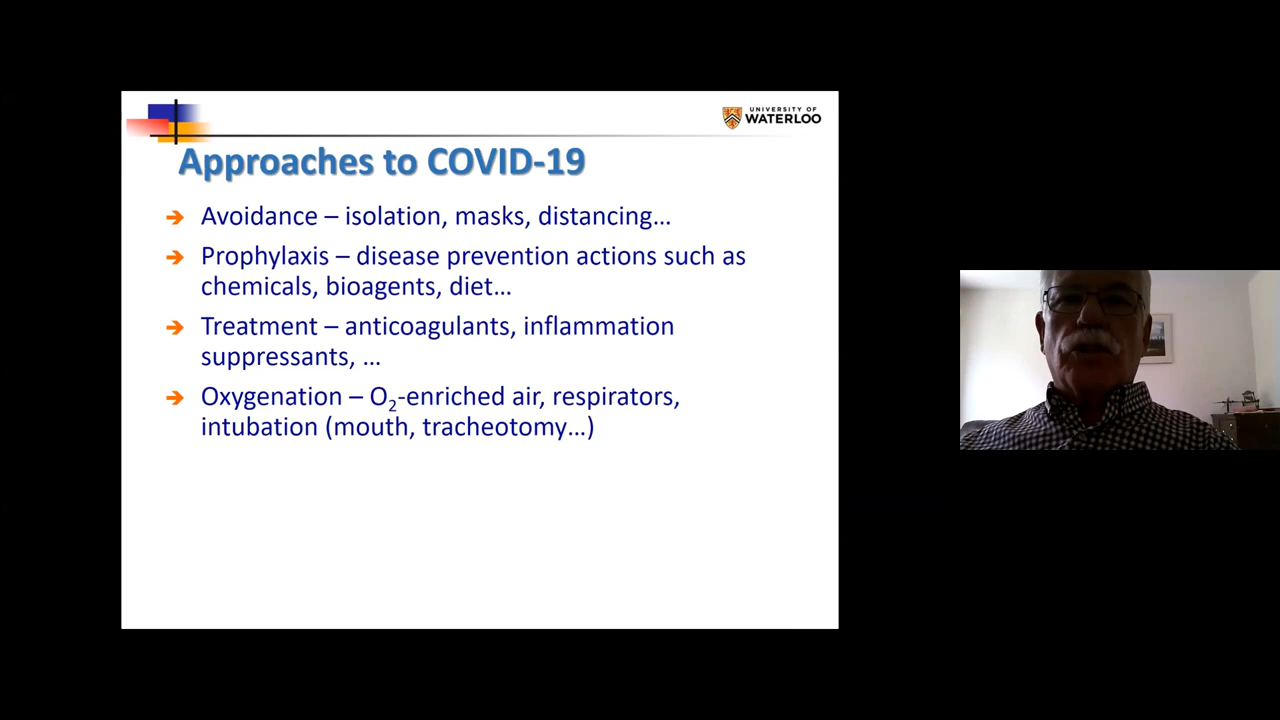 UNIVERSITY OF
WATERLOO
Approaches to COVID-19
Avoidance – isolation, masks, distancing…
Prophylaxis – disease prevention actions such as
chemicals, bioagents, diet…
Treatment – anticoagulants, inflammation
suppressants, …
Oxygenation – O₂-enriched air, respirators,
intubation (mouth, tracheotomy…)